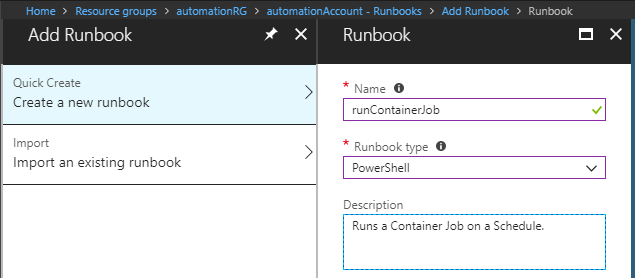 Home > Resource groups > automationRG > automationAccount - Runbooks > Add Runbook > Runbook
Add Runbook
Quick Create
Create a new runbook
Import
Import an existing runbook
Runbook
* Name
runContainerJob
* Runbook type
PowerShell
Description
Runs a Container Job on a Schedule.